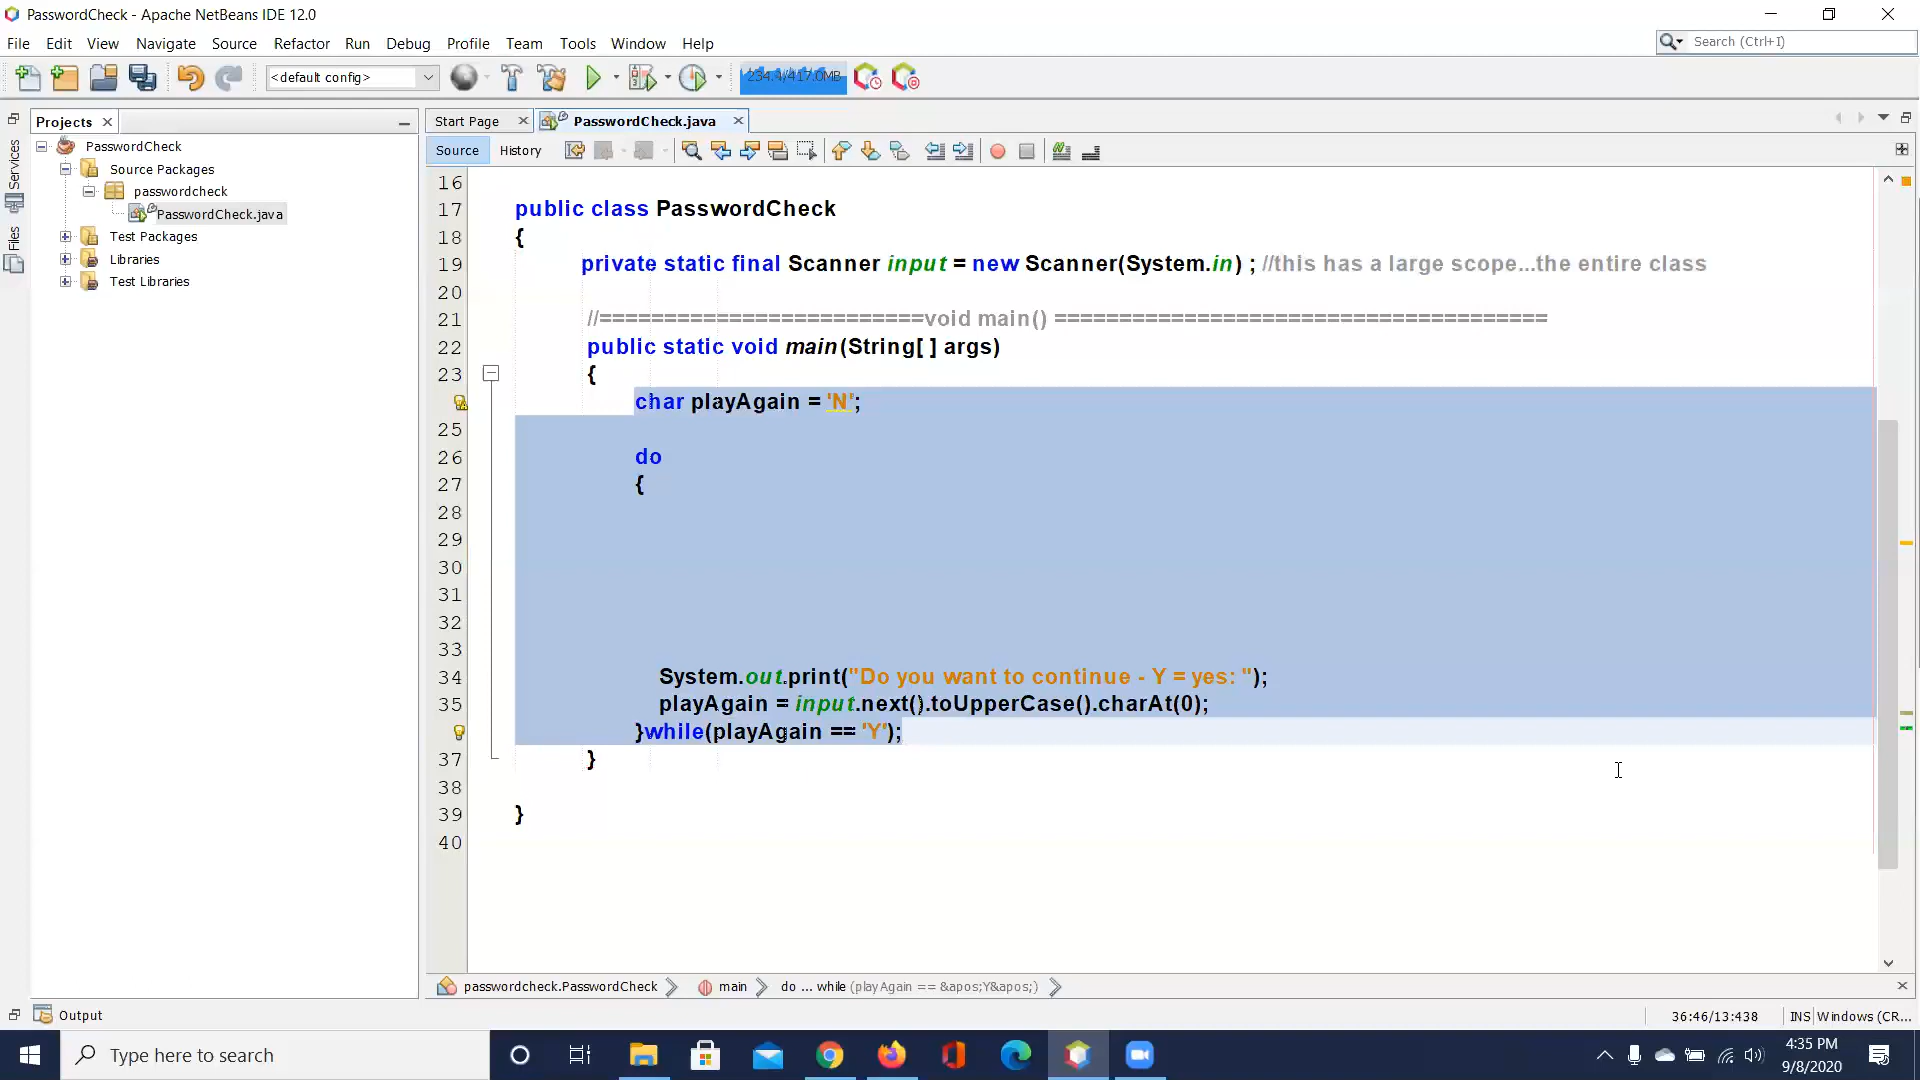 PasswordCheck - Apache NetBeans IDE 12.0
File Edit View Navigate Source Refactor Run Debug Profile Team Tools Window Help
Search (Ctrl+I)
<default config>
234.4/417.0MB
Projects
Start Page
PasswordCheck.java
Services
Files
PasswordCheck
Source Packages
passwordcheck
PasswordCheck.java
Test Packages
Libraries
Test Libraries
Source History
16
17 public class PasswordCheck
18 {
19 private static final Scanner input = new Scanner(System.in) ; //this has a large scope...the entire class
20
21 //=========================void main() ======================================
22 public static void main(String[ ] args)
23 {
char playAgain = 'N';
25
26 do
27 {
28
29
30
31
32
33
34 System.out.print("Do you want to continue - Y = yes: ");
35 playAgain = input.next().toUpperCase().charAt(0);
}while(playAgain == 'Y');
37 }
38
39 }
40
passwordcheck.PasswordCheck main do ... while (playAgain == &apos;Y&apos;)
Output
36:46/13:438 INS Windows (CR...
Type here to search
4:35 PM
9/8/2020